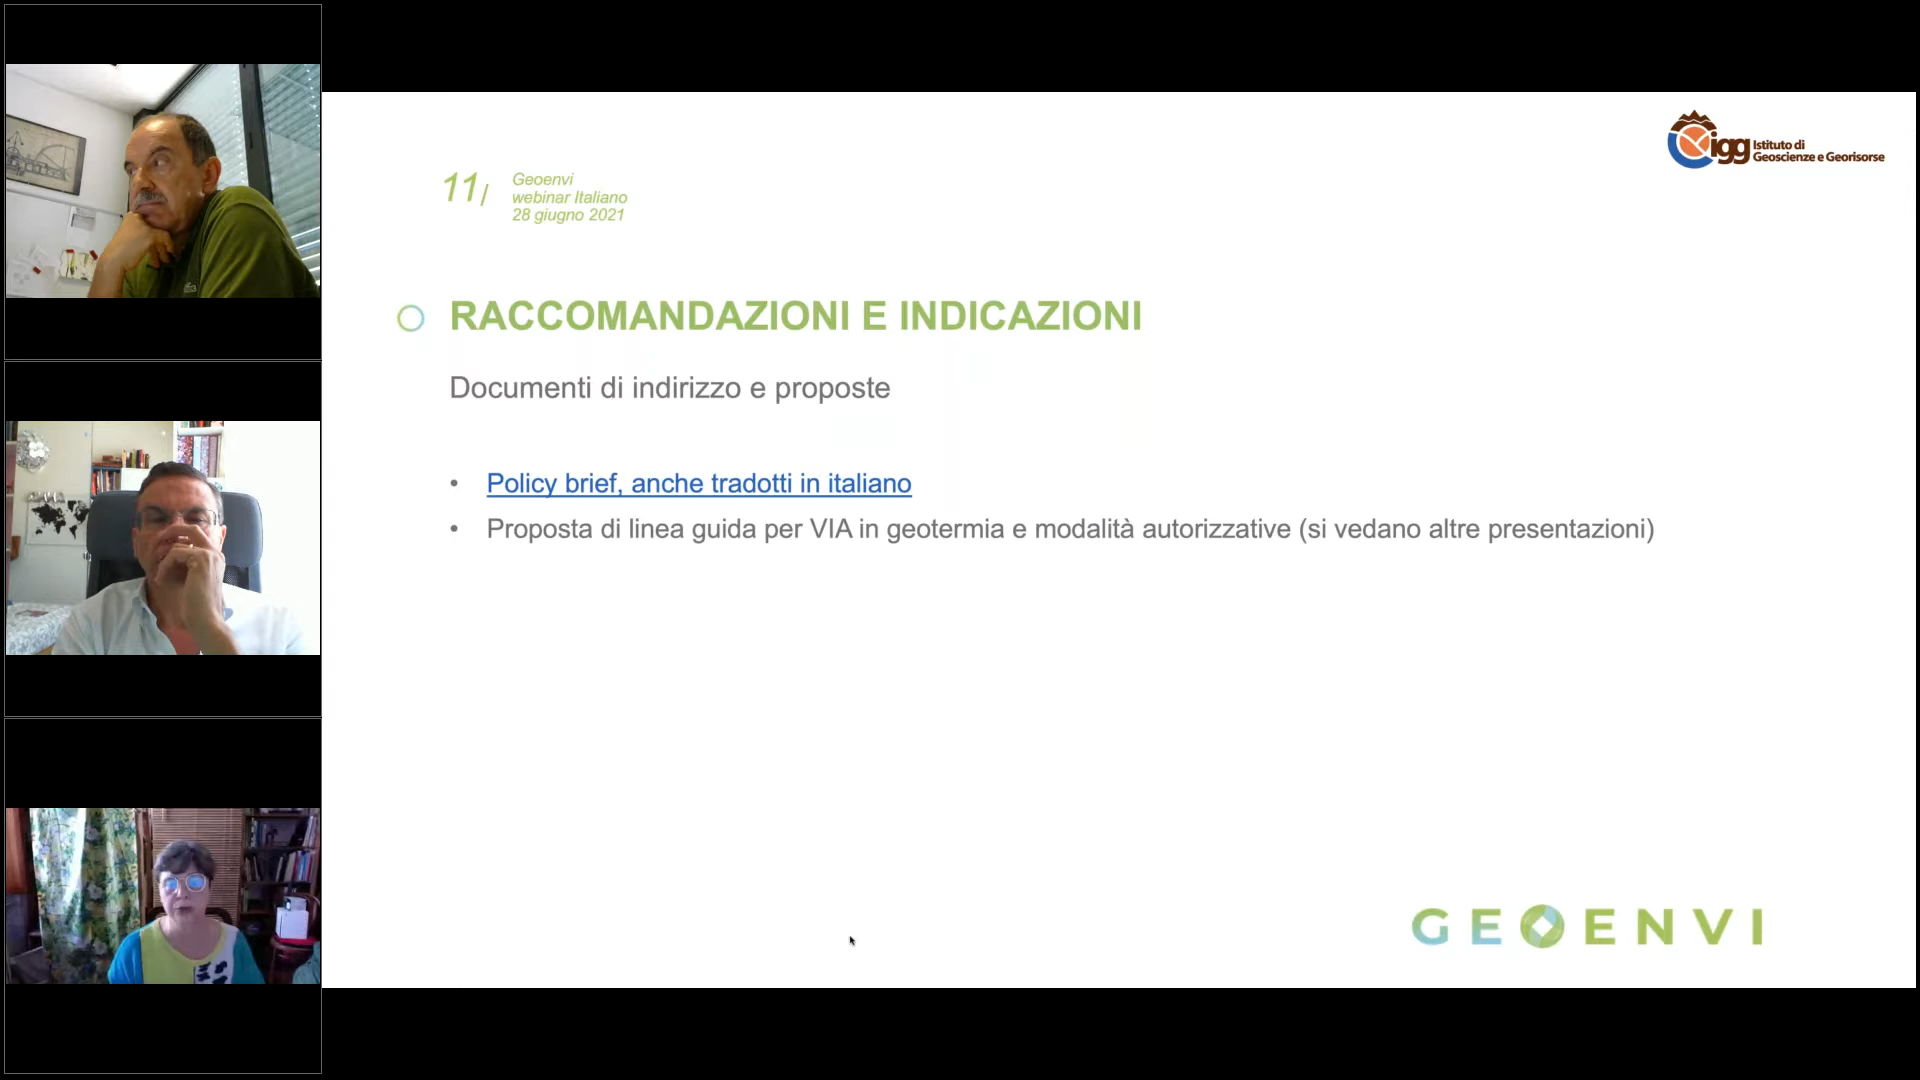 igg Istituto di
Geoscienze e Georisorse
11/
Geoenvi
webinar Italiano
28 giugno 2021
RACCOMANDAZIONI E INDICAZIONI
Documenti di indirizzo e proposte
• Policy brief, anche tradotti in italiano
• Proposta di linea guida per VIA in geotermia e modalità autorizzative (si vedano altre presentazioni)
GEOENVI